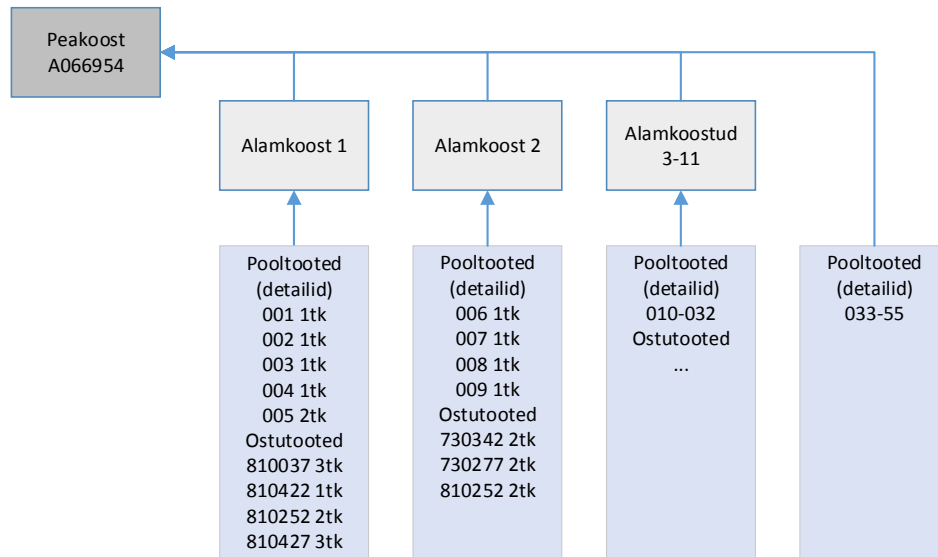 Peakoost
A066954
Alamkoost 1
Alamkoost 2
Alamkoostud
3-11
Pooltooted
(detailid)
001 1tk
002 1tk
003 1tk
004 1tk
005 2tk
Ostutooted
810037 3tk
810422 1tk
810252 2tk
810427 3tk
Pooltooted
(detailid)
006 1tk
007 1tk
008 1tk
009 1tk
Ostutooted
730342 2tk
730277 2tk
810252 2tk
Pooltooted
(detailid)
010-032
Ostutooted
...
Pooltooted
(detailid)
033-55